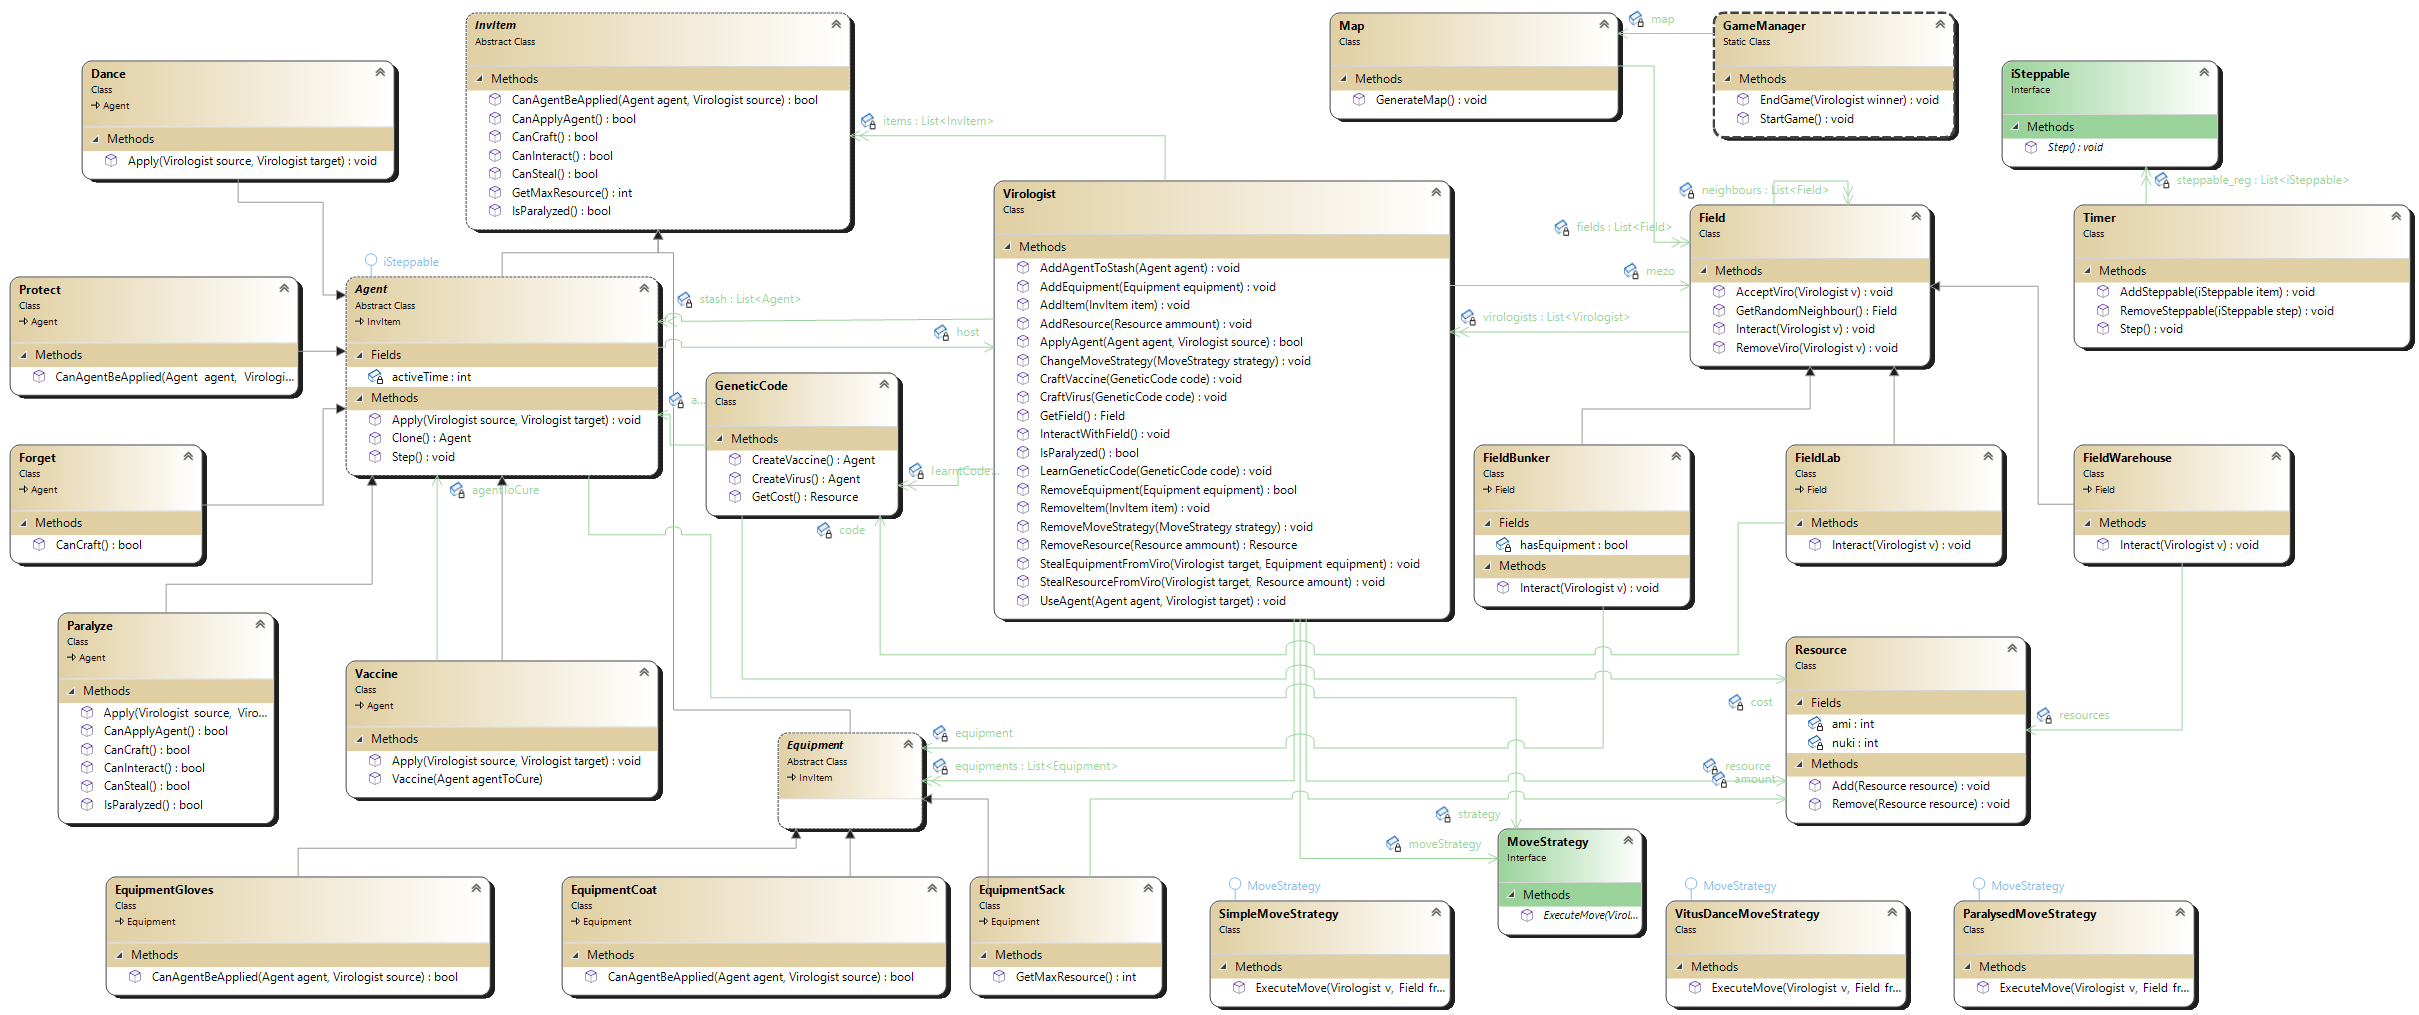 InvItem
Abstract Class
Methods
CanAgentBeApplied(Agent agent, Virologist source) : bool
CanApplyAgent() : bool
CanCraft() : bool
CanInteract() : bool
CanSteal() : bool
GetMaxResource() : int
IsParalyzed() : bool
Map
Class
Methods
GenerateMap() : void
map
GameManager
Static Class
Methods
EndGame(Virologist winner) : void
StartGame() : void
iSteppable
Interface
Methods
Step() : void
Dance
Class
Agent
Methods
Apply(Virologist source, Virologist target) : void
items : List<InvItem>
steppable_reg : List<iSteppable>
Virologist
Class
Methods
AddAgentToStash(Agent agent) : void
AddEquipment(Equipment equipment) : void
AddItem(InvItem item) : void
AddResource(Resource ammount) : void
ApplyAgent(Agent agent, Virologist source) : bool
ChangeMoveStrategy(MoveStrategy strategy) : void
CraftVaccine(GeneticCode code) : void
CraftVirus(GeneticCode code) : void
GetField() : Field
InteractWithField() : void
IsParalyzed() : bool
LearnGeneticCode(GeneticCode code) : void
RemoveEquipment(Equipment equipment) : bool
RemoveItem(InvItem item) : void
RemoveMoveStrategy(MoveStrategy strategy) : void
RemoveResource(Resource ammount) : Resource
StealEquipmentFromViro(Virologist target, Equipment equipment) : void
StealResourceFromViro(Virologist target, Resource amount) : void
UseAgent(Agent agent, Virologist target) : void
neighbours : List<Field>
fields : List<Field>
mezo
virologists : List<Virologist>
Field
Class
Methods
AcceptViro(Virologist v) : void
GetRandomNeighbour() : Field
Interact(Virologist v) : void
RemoveViro(Virologist v) : void
Timer
Class
Methods
AddSteppable(iSteppable item) : void
RemoveSteppable(iSteppable step) : void
Step() : void
iSteppable
Protect
Class
Agent
Methods
CanAgentBeApplied(Agent agent, Virologi...
Agent
Abstract Class
InvItem
Fields
activeTime : int
Methods
Apply(Virologist source, Virologist target) : void
Clone() : Agent
Step() : void
stash : List<Agent>
host
a...
GeneticCode
Class
Methods
CreateVaccine() : Agent
CreateVirus() : Agent
GetCost() : Resource
learntCode...
code
agentToCure
Forget
Class
Agent
Methods
CanCraft() : bool
FieldBunker
Class
Field
Fields
hasEquipment : bool
Methods
Interact(Virologist v) : void
FieldLab
Class
Field
Methods
Interact(Virologist v) : void
FieldWarehouse
Class
Field
Methods
Interact(Virologist v) : void
Paralyze
Class
Agent
Methods
Apply(Virologist source, Viro...
CanApplyAgent() : bool
CanCraft() : bool
CanInteract() : bool
CanSteal() : bool
IsParalyzed() : bool
Vaccine
Class
Agent
Methods
Apply(Virologist source, Virologist target) : void
Vaccine(Agent agentToCure)
Equipment
Abstract Class
InvItem
equipment
equipments : List<Equipment>
cost
resource
amount
resources
Resource
Class
Fields
ami : int
nuki : int
Methods
Add(Resource resource) : void
Remove(Resource resource) : void
strategy
moveStrategy
MoveStrategy
Interface
Methods
ExecuteMove(Virol...
EquipmentGloves
Class
Equipment
Methods
CanAgentBeApplied(Agent agent, Virologist source) : bool
EquipmentCoat
Class
Equipment
Methods
CanAgentBeApplied(Agent agent, Virologist source) : bool
EquipmentSack
Class
Equipment
Methods
GetMaxResource() : int
MoveStrategy
SimpleMoveStrategy
Class
Methods
ExecuteMove(Virologist v, Field fr...
MoveStrategy
VitusDanceMoveStrategy
Class
Methods
ExecuteMove(Virologist v, Field fr...
MoveStrategy
ParalysedMoveStrategy
Class
Methods
ExecuteMove(Virologist v, Field fr...